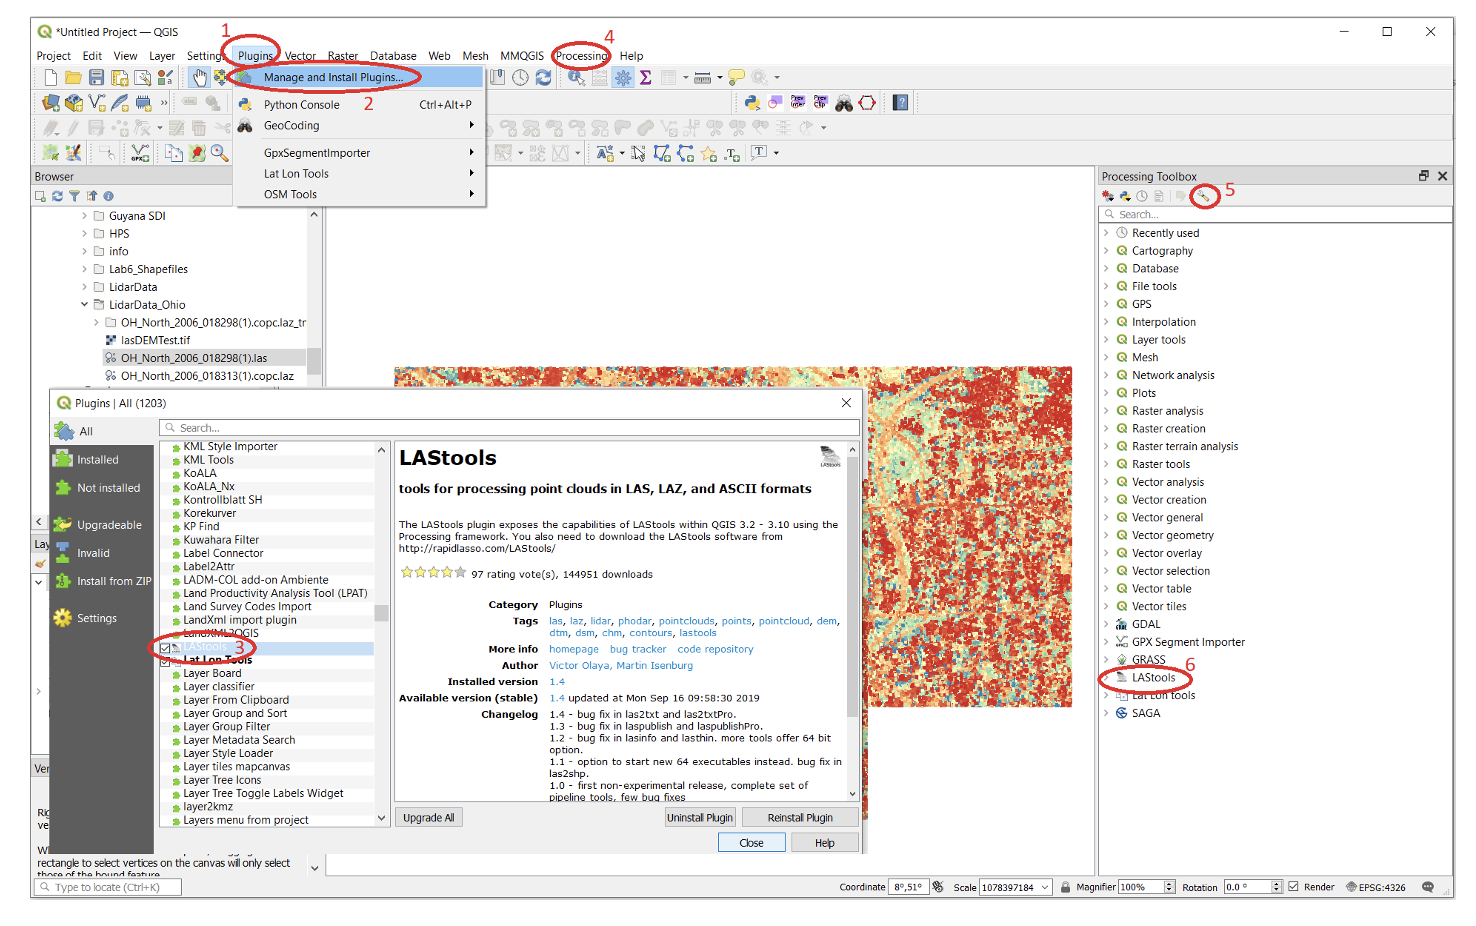 *Untitled Project — QGIS
1
4
Project Edit View Layer Setting Plugins Vector Raster Database Web Mesh MMQGIS Processing Help
Manage and Install Plugins...
2
Python Console Ctrl+Alt+P
GeoCoding
GpxSegmentImporter
Lat Lon Tools
OSM Tools
Browser
Guyana SDI
HPS
info
Lab6_Shapefiles
LidarData
LidarData_Ohio
OH_North_2006_018298(1).copc.laz_tr
lasDEMTest.tif
OH_North_2006_018298(1).las
OH_North_2006_018313(1).copc.laz
Processing Toolbox
5
Search...
Recently used
Cartography
Database
File tools
GPS
Interpolation
Layer tools
Mesh
Network analysis
Plots
Raster analysis
Raster creation
Raster terrain analysis
Raster tools
Vector analysis
Vector creation
Vector general
Vector geometry
Vector overlay
Vector selection
Vector table
Vector tiles
GDAL
GPX Segment Importer
GRASS
6
LAStools
Lat Lon tools
SAGA
Plugins | All (1203)
All
Installed
Not installed
Upgradeable
Invalid
Install from ZIP
Settings
Search...
KML Style Importer
KML Tools
KoALA
KoALA_Nx
Kontrollblatt SH
Korekurver
KP Find
Kuwahara Filter
Label Connector
Label2Attr
LADM-COL add-on Ambiente
Land Productivity Analysis Tool (LPAT)
Land Survey Codes Import
LandXml import plugin
LandXML2QGIS
LAStools 3
Lat Lon Tools
Layer Board
Layer classifier
Layer From Clipboard
Layer Group and Sort
Layer Group Filter
Layer Metadata Search
Layer Style Loader
Layer tiles mapcanvas
Layer Tree Icons
Layer Tree Toggle Labels Widget
layer2kmz
Layers menu from project
LAStools
LAStools
tools for processing point clouds in LAS, LAZ, and ASCII formats
The LAStools plugin exposes the capabilities of LAStools within QGIS 3.2 - 3.10 using the
Processing framework. You also need to download the LAStools software from
http://rapidlasso.com/LAStools/
97 rating vote(s), 144951 downloads
Category Plugins
Tags las, laz, lidar, phodar, pointclouds, points, pointcloud, dem,
dtm, dsm, chm, contours, lastools
More info homepage bug tracker code repository
Author Victor Olaya, Martin Isenburg
Installed version 1.4
Available version (stable) 1.4 updated at Mon Sep 16 09:58:30 2019
Changelog 1.4 - bug fix in las2txt and las2txtPro.
1.3 - bug fix in laspublish and laspublishPro.
1.2 - bug fix in lasinfo and lasthin. more tools offer 64 bit
option.
1.1 - option to start new 64 executables instead. bug fix in
las2shp.
1.0 - first non-experimental release, complete set of
pipeline tools, few bug fixes
Upgrade All Uninstall Plugin Reinstall Plugin
Close Help
Lay
Ver
Rig
ve
rectangle to select vertices on the canvas will only select
those of the bound feature
Type to locate (Ctrl+K)
Coordinate 8°,51° Scale 1078397184 Magnifier 100% Rotation 0.0 ° Render EPSG:4326